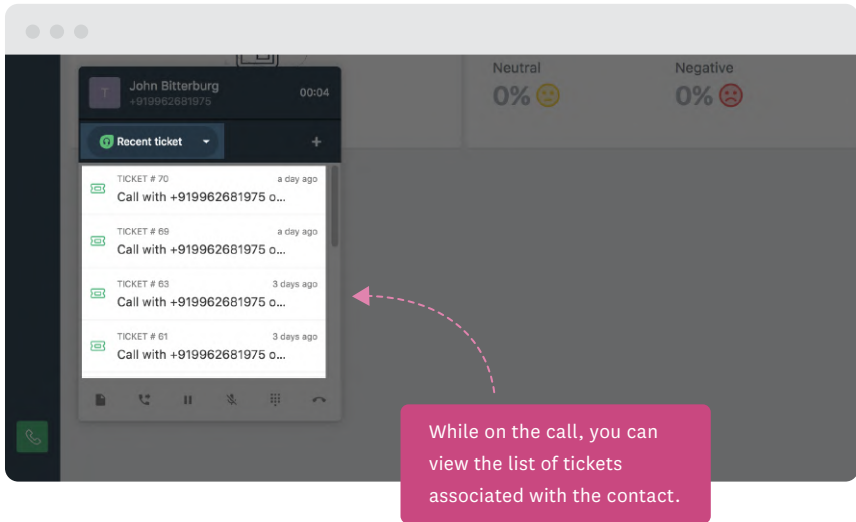 John Bitterburg
T
+919962681975
00:04
Recent ticket
+
TICKET # 70
a day ago
Call with +919962681975 o...
TICKET # 69
a day ago
Call with +919962681975 o...
TICKET # 63
3 days ago
Call with +919962681975 o...
TICKET # 61
3 days ago
Call with +919962681975 o...
Neutral
0%
Negative
0%
While on the call, you can
view the list of tickets
associated with the contact.